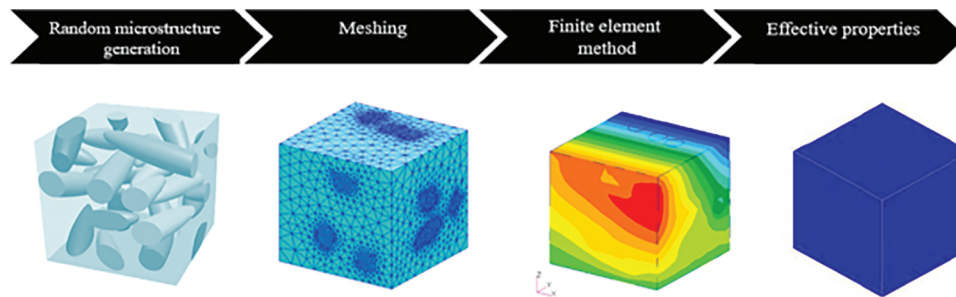 Random microstructure
generation
Meshing
Finite element
method
Effective properties
Z
Y
X